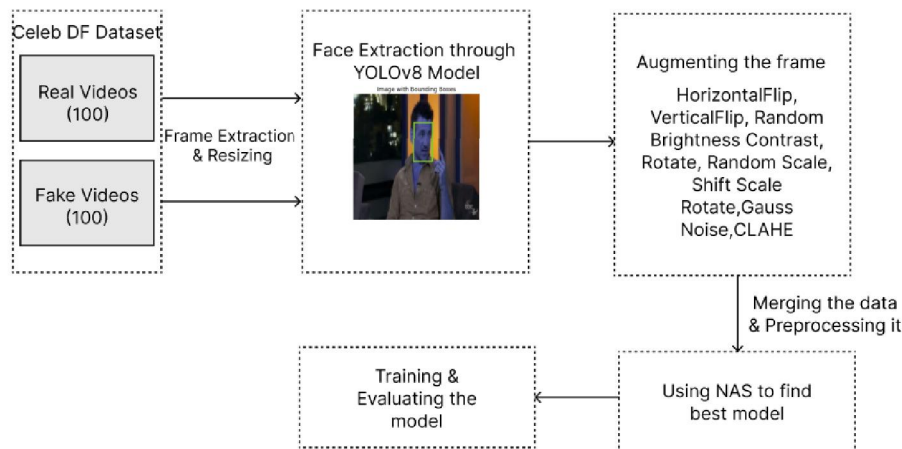 Celeb DF Dataset
Real Videos
(100)
Fake Videos
(100)
Frame Extraction
& Resizing
Face Extraction through
YOLOv8 Model
Image with Bounding Boxes
Augmenting the frame
HorizontalFlip,
VerticalFlip, Random
Brightness Contrast,
Rotate, Random Scale,
Shift Scale
Rotate,Gauss
Noise,CLAHE
Merging the data
& Preprocessing it
Using NAS to find
best model
Training &
Evaluating the
model